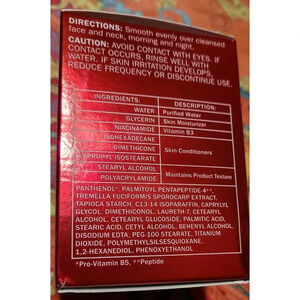 DIRECTIONS: Smooth evenly over cleansed
face and neck, morning and night.
CAUTION: AVOID CONTACT WITH EYES. IF
CONTACT OCCURS, RINSE WELL WITH
WATER. IF SKIN IRRITATION DEVELOPS,
REDUCE FREQUENCY OR DISCONTINUE USE.
INGREDIENTS: DESCRIPTION:
WATER Purified Water
GLYCERIN Skin Moisturizer
NIACINAMIDE Vitamin B3
ISOHEXADECANE
DIMETHICONE Skin Conditioners
ISOPROPYL ISOSTEARATE
STEARYL ALCOHOL
POLYACRYLAMIDE Maintains Product Texture
PANTHENOL*, PALMITOYL PENTAPEPTIDE-4**,
TREMELLA FUCIFORMIS SPOROCARP EXTRACT,
TAPIOCA STARCH, C13-14 ISOPARAFFIN, CAPRYLYL
GLYCOL, DIMETHICONOL, LAURETH-7, CETEARYL
ALCOHOL, CETEARYL GLUCOSIDE, PALMITIC ACID,
STEARIC ACID, CETYL ALCOHOL, BEHENYL ALCOHOL,
DISODIUM EDTA, PEG-100 STEARATE, TITANIUM
DIOXIDE, POLYMETHYLSILSESQUIOXANE,
1,2-HEXANEDIOL, PHENOXYETHANOL
*Pro-Vitamin B5, **Peptide